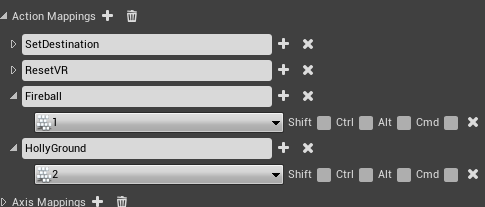 Action Mappings
SetDestination
ResetVR
Fireball
1 Shift Ctrl Alt Cmd
HollyGround
2 Shift Ctrl Alt Cmd
Axis Mappings